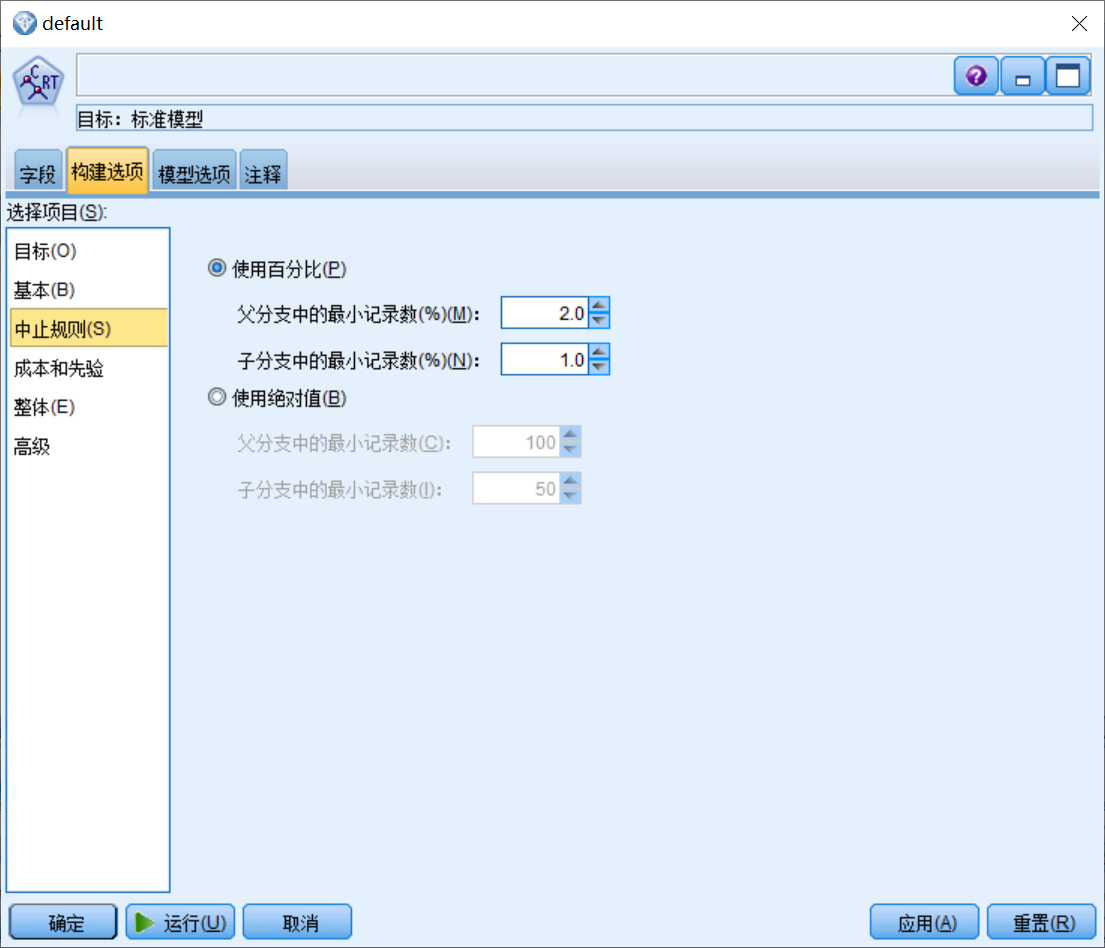 default
CRT
目标：标准模型
字段 构建选项 模型选项 注释
选择项目(S):
目标(O)
基本(B)
中止规则(S)
成本和先验
整体(E)
高级
使用百分比(P)
父分支中的最小记录数(%)(M)： 2.0
子分支中的最小记录数(%)(N)： 1.0
使用绝对值(B)
父分支中的最小记录数(C)： 100
子分支中的最小记录数(I)： 50
确定 运行(U) 取消 应用(A) 重置(R)